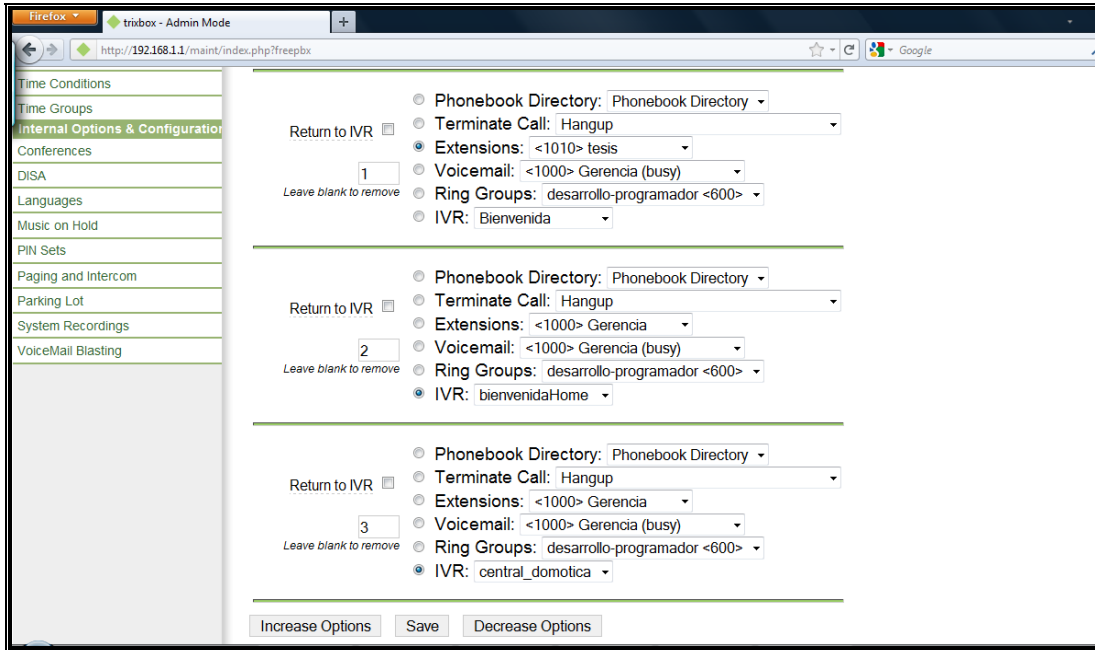 Firefox
trixbox - Admin Mode
http://192.168.1.1/maint/index.php?freepbx
Google
Time Conditions
Time Groups
Internal Options & Configuration
Conferences
DISA
Languages
Music on Hold
PIN Sets
Paging and Intercom
Parking Lot
System Recordings
VoiceMail Blasting
Return to IVR
1
Leave blank to remove
Phonebook Directory: Phonebook Directory
Terminate Call: Hangup
Extensions: <1010> tesis
Voicemail: <1000> Gerencia (busy)
Ring Groups: desarrollo-programador <600>
IVR: Bienvenida
Return to IVR
2
Leave blank to remove
Phonebook Directory: Phonebook Directory
Terminate Call: Hangup
Extensions: <1000> Gerencia
Voicemail: <1000> Gerencia (busy)
Ring Groups: desarrollo-programador <600>
IVR: bienvenidaHome
Return to IVR
3
Leave blank to remove
Phonebook Directory: Phonebook Directory
Terminate Call: Hangup
Extensions: <1000> Gerencia
Voicemail: <1000> Gerencia (busy)
Ring Groups: desarrollo-programador <600>
IVR: central_domotica
Increase Options Save Decrease Options